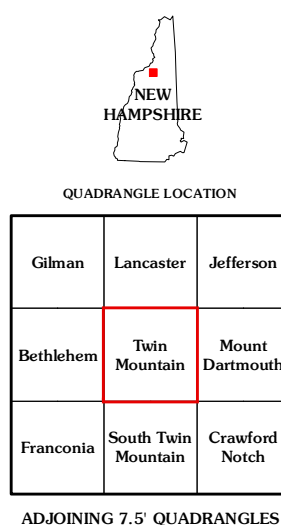 NEW
HAMPSHIRE
QUADRANGLE LOCATION
Gilman
Lancaster
Jefferson
Bethlehem
Twin
Mountain
Mount
Dartmouth
Franconia
South Twin
Mountain
Crawford
Notch
ADJOINING 7.5' QUADRANGLES